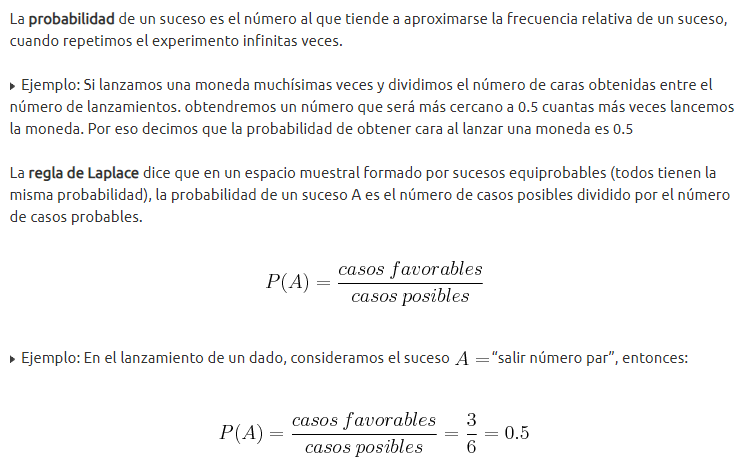 La probabilidad de un suceso es el número al que tiende a aproximarse la frecuencia relativa de un suceso,
cuando repetimos el experimento infinitas veces.
▸ Ejemplo: Si lanzamos una moneda muchísimas veces y dividimos el número de caras obtenidas entre el
número de lanzamientos. obtendremos un número que será más cercano a 0.5 cuantas más veces lancemos
la moneda. Por eso decimos que la probabilidad de obtener cara al lanzar una moneda es 0.5
La regla de Laplace dice que en un espacio muestral formado por sucesos equiprobables (todos tienen la
misma probabilidad), la probabilidad de un suceso A es el número de casos posibles dividido por el número
de casos probables.
P(A) = casos favorables / casos posibles
▸ Ejemplo: En el lanzamiento de un dado, consideramos el suceso A = “salir número par”, entonces:
P(A) = casos favorables / casos posibles = 3 / 6 = 0.5